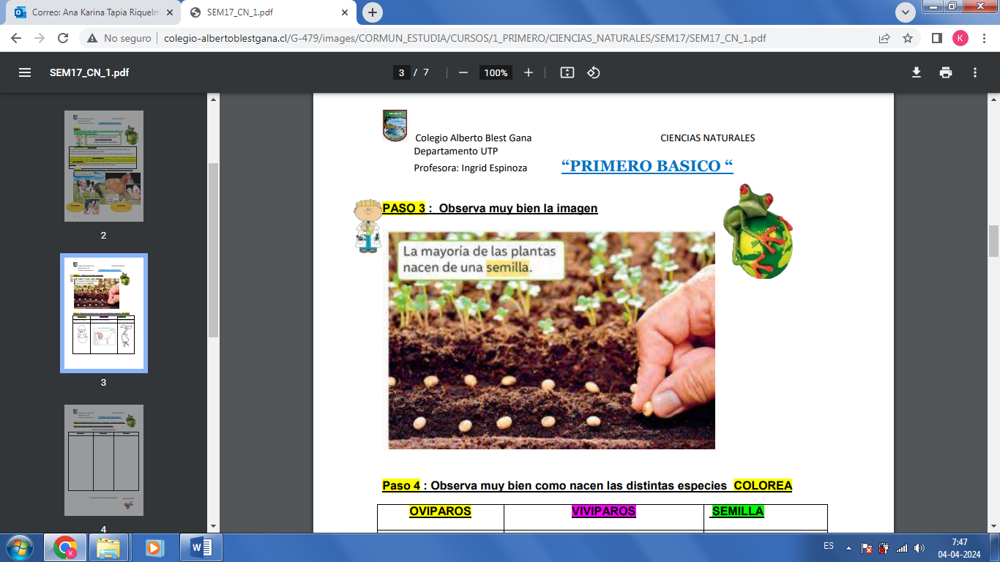 Correo: Ana Karina Tapia Riquelm
SEM17_CN_1.pdf
No seguro
colegio-albertoblestgana.cl/G-479/images/CORMUN_ESTUDIA/CURSOS/1_PRIMERO/CIENCIAS_NATURALES/SEM17/SEM17_CN_1.pdf
K
SEM17_CN_1.pdf
3 / 7
100%
2
3
4
Colegio Alberto Blest Gana
CIENCIAS NATURALES
Departamento UTP
Profesora: Ingrid Espinoza
“PRIMERO BASICO “
PASO 3 : Observa muy bien la imagen
La mayoría de las plantas
nacen de una semilla.
Paso 4 : Observa muy bien como nacen las distintas especies COLOREA
OVIPAROS
VIVIPAROS
SEMILLA
ES
7:47
04-04-2024